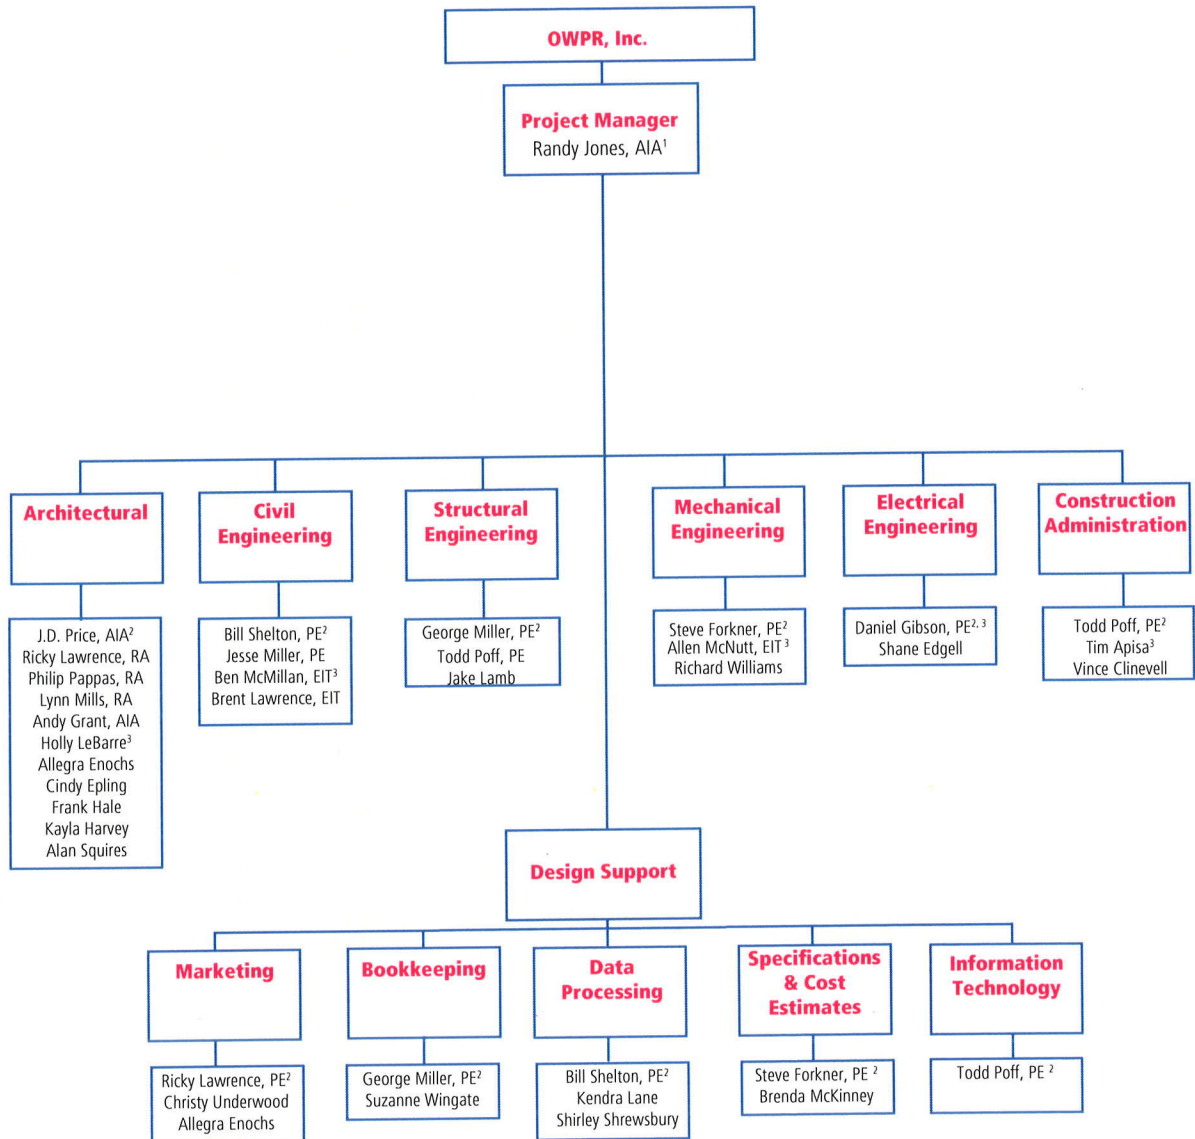 OWPR, Inc.
Project Manager
Randy Jones, AIA¹
Architectural
J.D. Price, AIA²
Ricky Lawrence, RA
Philip Pappas, RA
Lynn Mills, RA
Andy Grant, AIA
Holly LeBarre³
Allegra Enochs
Cindy Epling
Frank Hale
Kayla Harvey
Alan Squires
Civil
Engineering
Bill Shelton, PE²
Jesse Miller, PE
Ben McMillan, EIT³
Brent Lawrence, EIT
Structural
Engineering
George Miller, PE²
Todd Poff, PE
Jake Lamb
Mechanical
Engineering
Steve Forkner, PE²
Allen McNutt, EIT³
Richard Williams
Electrical
Engineering
Daniel Gibson, PE²˒ ³
Shane Edgell
Construction
Administration
Todd Poff, PE²
Tim Apisa³
Vince Clinevell
Design Support
Marketing
Ricky Lawrence, PE²
Christy Underwood
Allegra Enochs
Bookkeeping
George Miller, PE²
Suzanne Wingate
Data
Processing
Bill Shelton, PE²
Kendra Lane
Shirley Shrewsbury
Specifications
& Cost
Estimates
Steve Forkner, PE ²
Brenda McKinney
Information
Technology
Todd Poff, PE ²